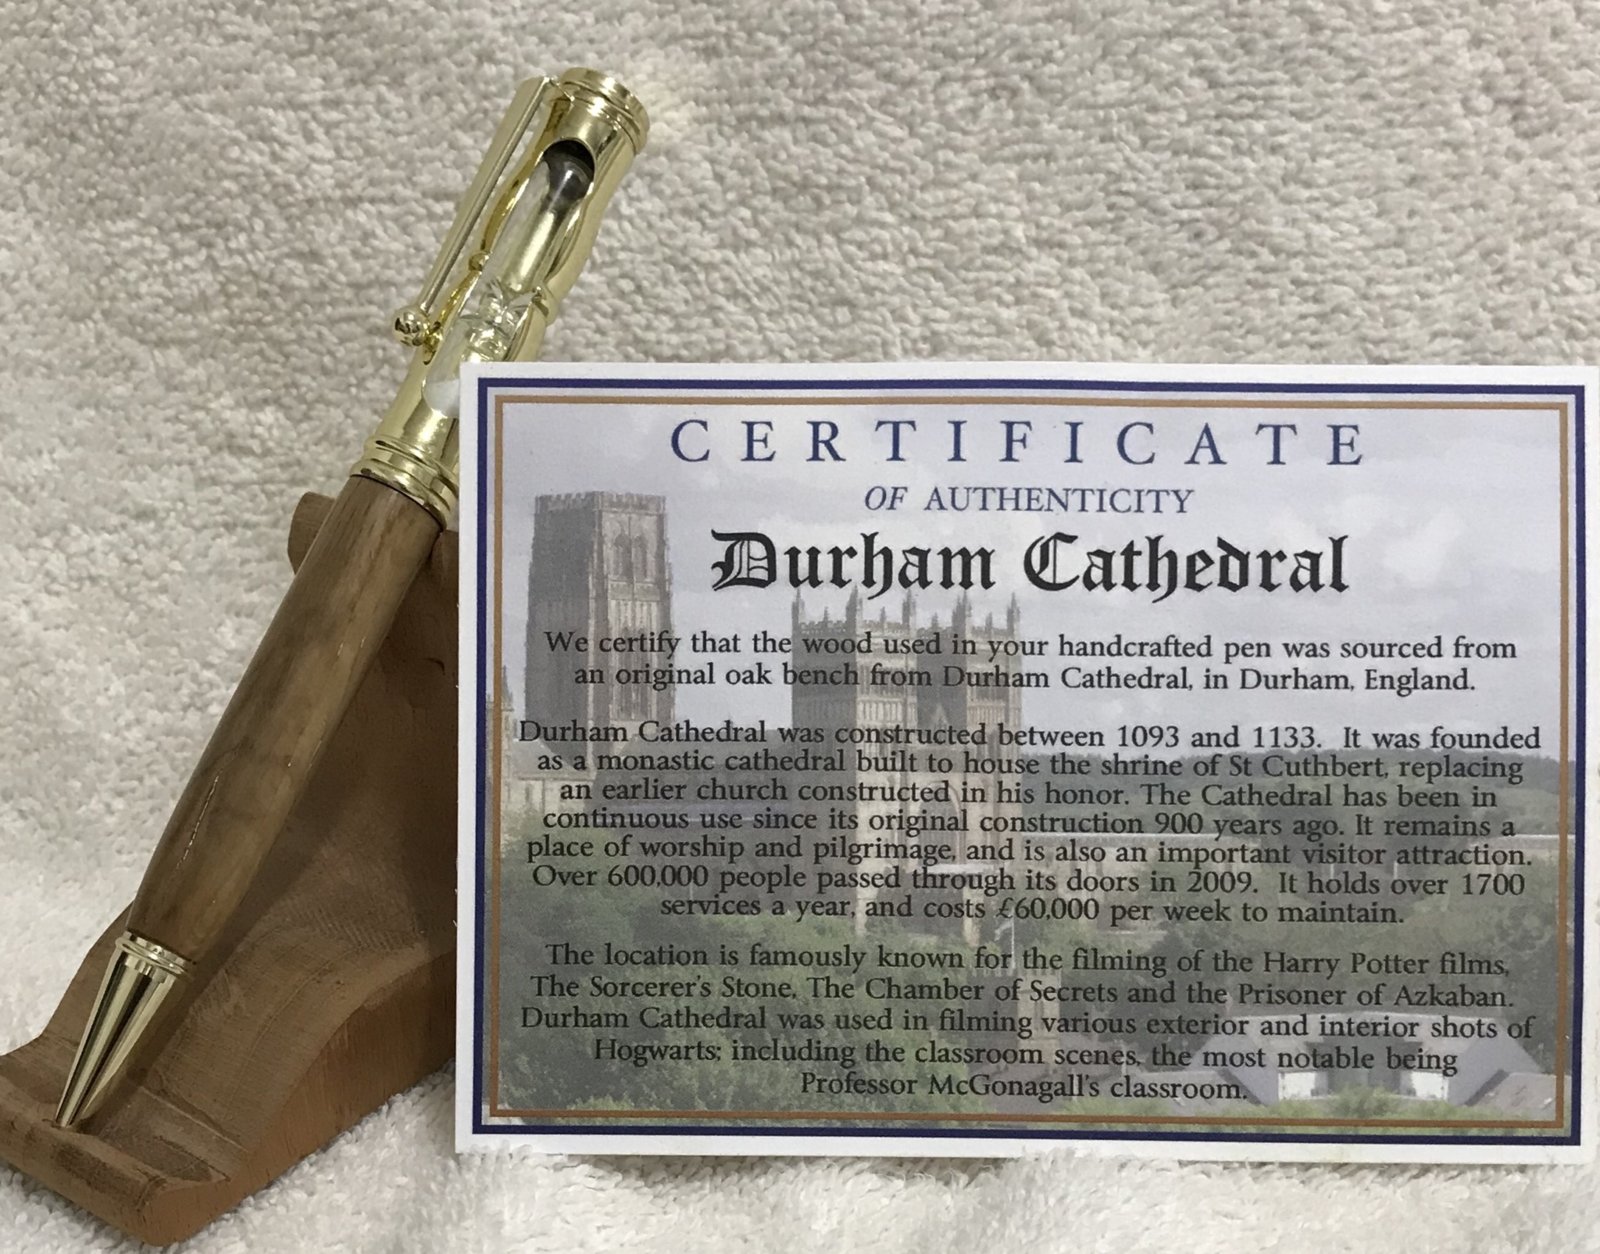 CERTIFICATE
OF AUTHENTICITY
Durham Cathedral
We certify that the wood used in your handcrafted pen was sourced from
an original oak bench from Durham Cathedral, in Durham, England.
Durham Cathedral was constructed between 1093 and 1133. It was founded
as a monastic cathedral built to house the shrine of St Cuthbert, replacing
an earlier church constructed in his honor. The Cathedral has been in
continuous use since its original construction 900 years ago. It remains a
place of worship and pilgrimage, and is also an important visitor attraction.
Over 600,000 people passed through its doors in 2009. It holds over 1700
services a year, and costs £60,000 per week to maintain.
The location is famously known for the filming of the Harry Potter films,
The Sorcerer's Stone, The Chamber of Secrets and the Prisoner of Azkaban.
Durham Cathedral was used in filming various exterior and interior shots of
Hogwarts; including the classroom scenes, the most notable being
Professor McGonagall's classroom.